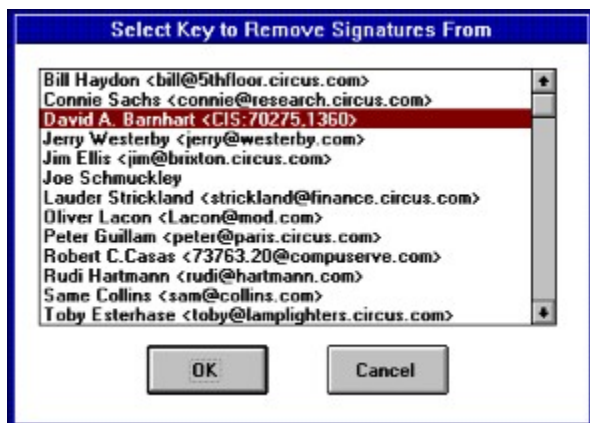 Select Key to Remove Signatures From
Bill Haydon <bill@5thfloor.circus.com>
Connie Sachs <connie@research.circus.com>
David A. Barnhart <CIS:70275,1360>
Jerry Westerby <jerry@westerby.com>
Jim Ellis <jim@brixton.circus.com>
Joe Schmuckley
Lauder Strickland <strickland@finance.circus.com>
Oliver Lacon <Lacon@mod.com>
Peter Guillam <peter@paris.circus.com>
Robert C.Casas <73763.20@compuserve.com>
Rudi Hartmann <rudi@hartmann.com>
Same Collins <sam@collins.com>
Toby Esterhase <toby@lamplighters.circus.com>
OK Cancel